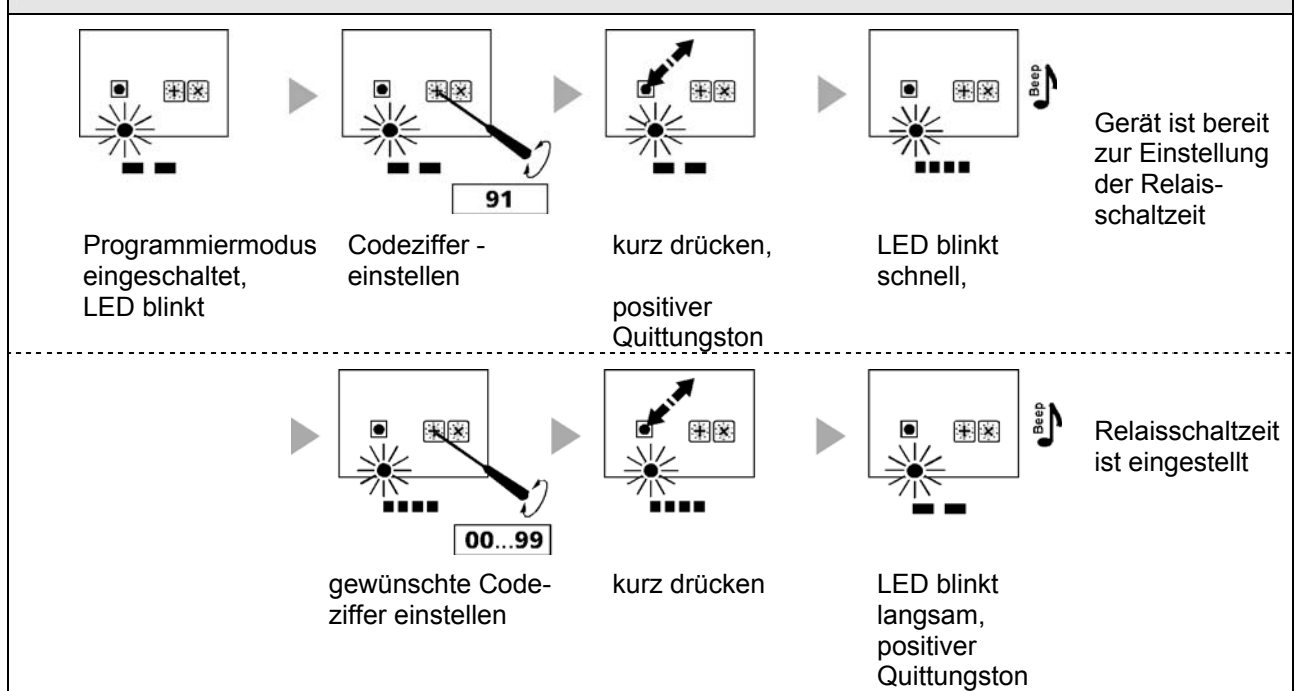 91
Beep
Programmiermodus
eingeschaltet,
LED blinkt
Codeziffer -
einstellen
kurz drücken,
positiver
Quittungston
LED blinkt
schnell,
Gerät ist bereit
zur Einstellung
der Relais-
schaltzeit
00...99
Beep
gewünschte Code-
ziffer einstellen
kurz drücken
LED blinkt
langsam,
positiver
Quittungston
Relaisschaltzeit
ist eingestellt